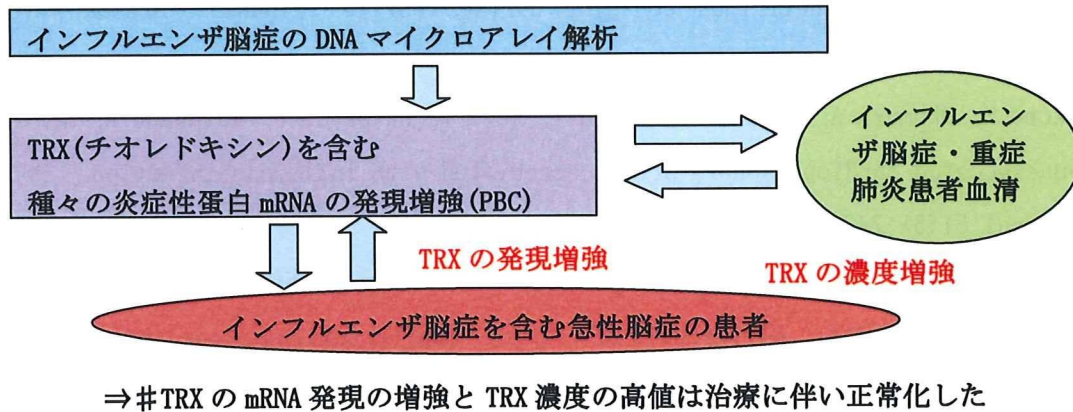 インフルエンザ脳症の DNA マイクロアレイ解析
TRX(チオレドキシン)を含む
種々の炎症性蛋白 mRNA の発現増強(PBC)
インフルエン
ザ脳症・重症
肺炎患者血清
TRX の発現増強
TRX の濃度増強
インフルエンザ脳症を含む急性脳症の患者
⇒#TRX の mRNA 発現の増強と TRX 濃度の高値は治療に伴い正常化した